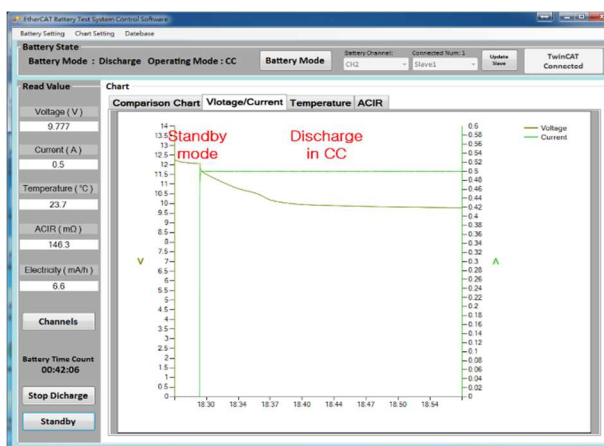 EtherCAT Battery Test System Control Software
Battery Setting Chart Setting Datebase
Battery State
Battery Mode : Discharge Operating Mode : CC
Battery Mode
Battery Channel:
CH2
Connected Num: 1
Slave1
Update
Slave
TwinCAT
Connected
Read Value
Voltage ( V )
9.777
Current ( A )
0.5
Temperature ( °C )
23.7
ACIR ( mΩ )
146.3
Electricity ( mA/h )
6.6
Channels
Battery Time Count
00:42:06
Stop Dicharge
Standby
Chart
Comparison Chart Vlotage/Current Temperature ACIR
Standby
mode
Discharge
in CC
14
13.5
13
12.5
12
11.5
11
10.5
10
9.5
9
8.5
8
7.5
7
6.5
6
5.5
5
4.5
4
3.5
3
2.5
2
1.5
1
0.5
0
V
0.6
0.58
0.56
0.54
0.52
0.5
0.48
0.46
0.44
0.42
0.4
0.38
0.36
0.34
0.32
0.3
0.28
0.26
0.24
0.22
0.2
0.18
0.16
0.14
0.12
0.1
0.08
0.06
0.04
0.02
0
A
18:30 18:34 18:37 18:40 18:44 18:47 18:50 18:54
Voltage
Current